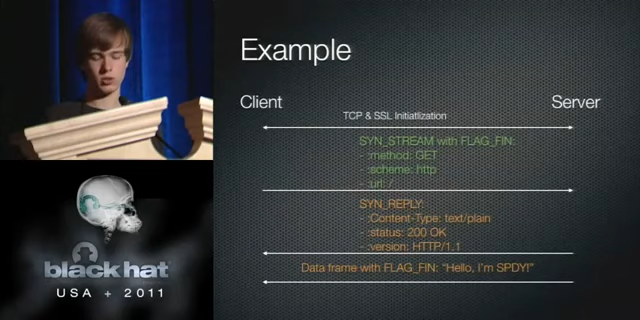 Example
Client
Server
TCP & SSL Initiatlization
SYN_STREAM with FLAG_FIN:
- :method: GET
- :scheme: http
- :url: /
SYN_REPLY:
- :Content-Type: text/plain
- :status: 200 OK
- :version: HTTP/1.1
Data frame with FLAG_FIN: "Hello, I'm SPDY!"
black hat
USA + 2011